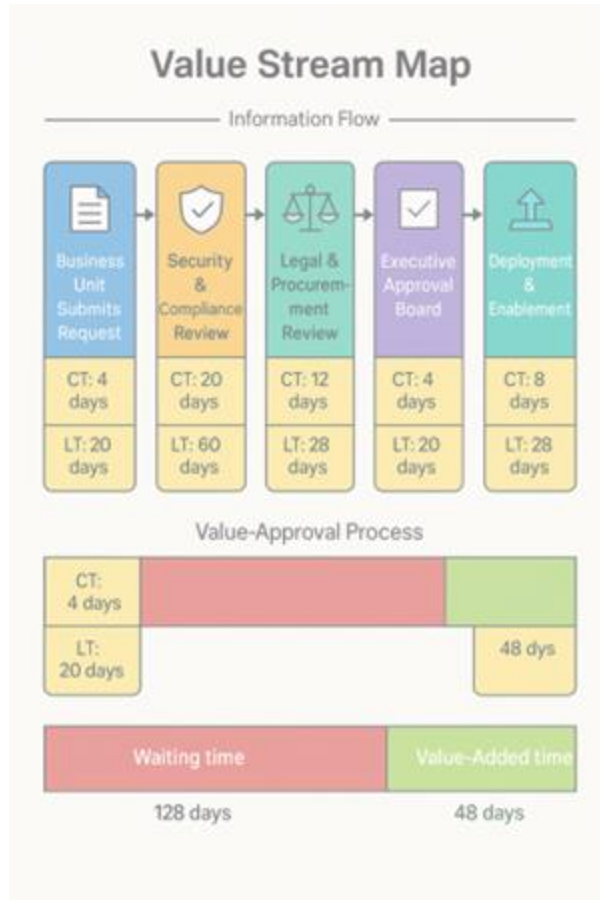 Value Stream Map
Information Flow
Business
Unit
Submits
Request
Security
&
Compliance
Review
Legal &
Procurem-
ment
Review
Executive
Approval
Board
Deployment
&
Enablement
CT: 4
days
CT: 20
days
CT: 12
days
CT: 4
days
CT: 8
days
LT: 20
days
LT: 60
days
LT: 28
days
LT: 20
days
LT: 28
days
Value-Approval Process
CT:
4 days
LT:
20 days
48 dys
Waiting time
Value-Added time
128 days
48 days